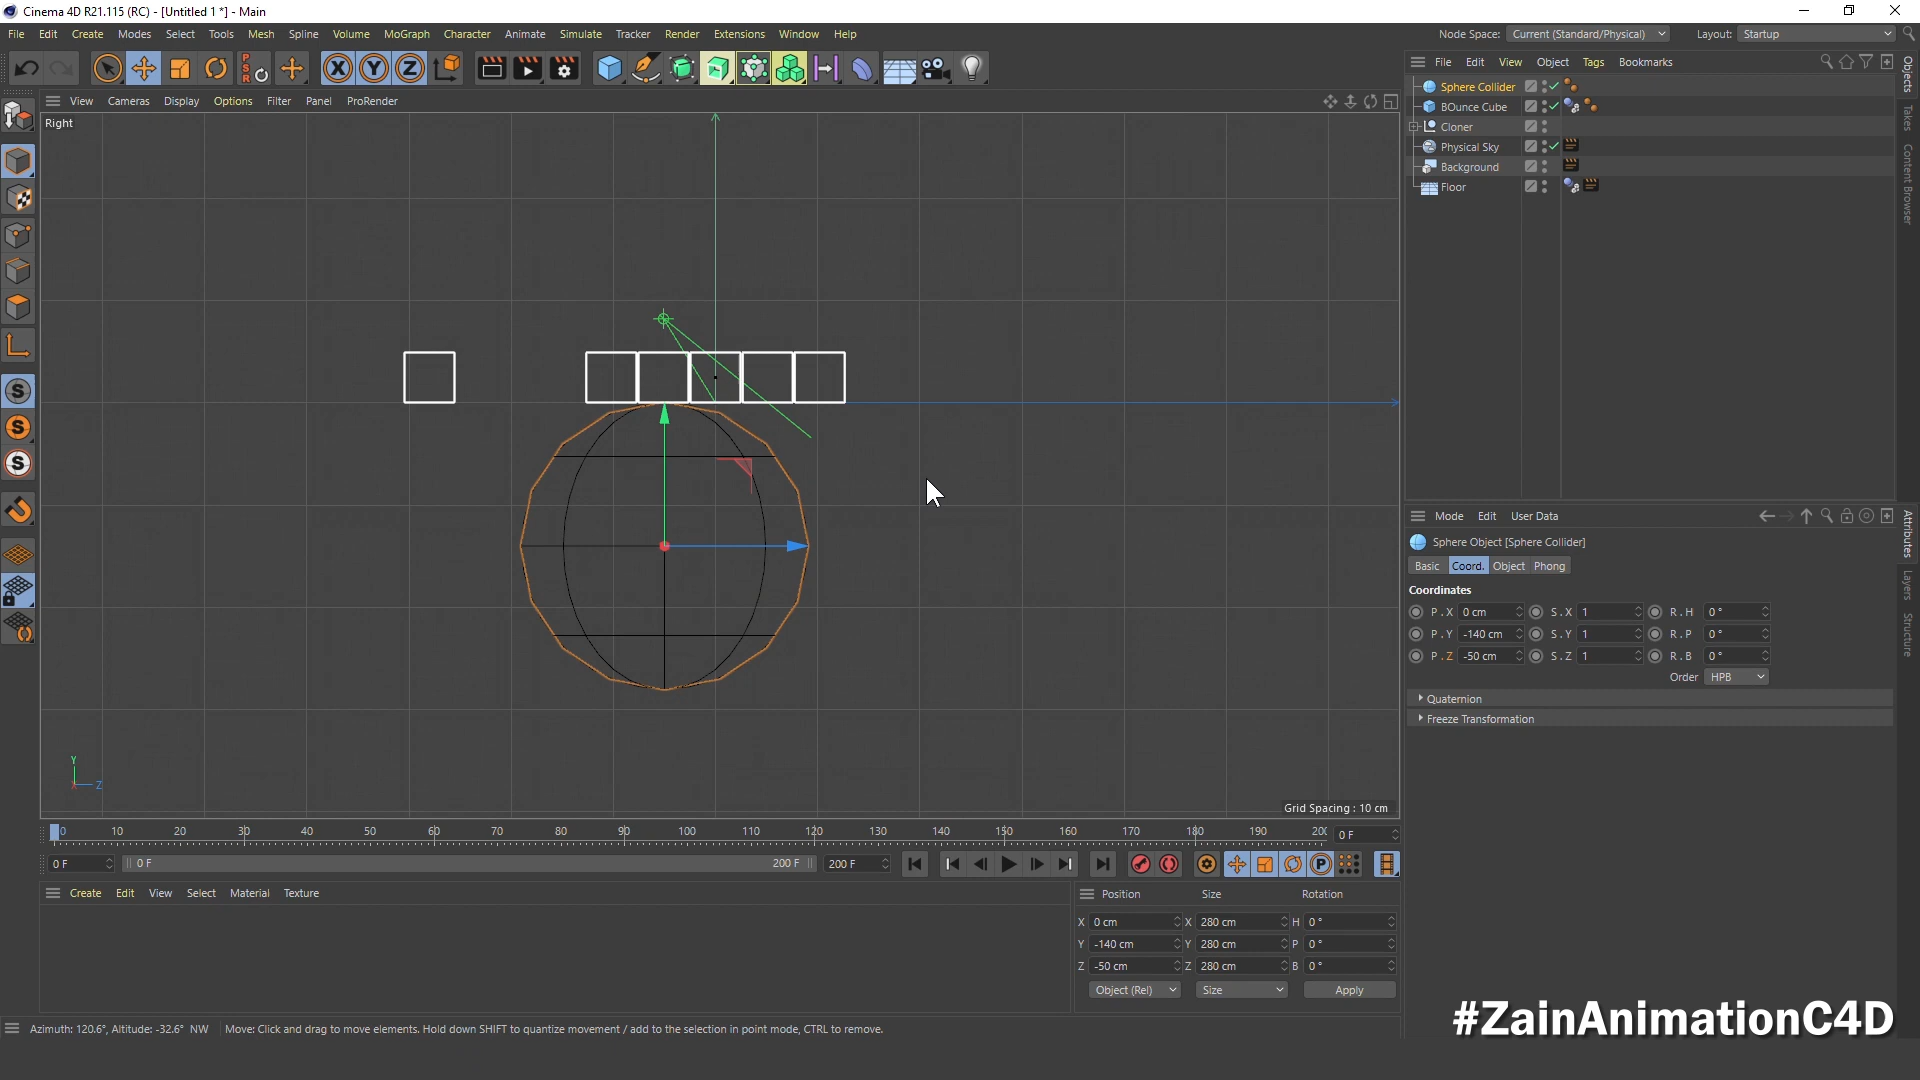 Cinema 4D R21.115 (RC) - [Untitled 1 *] - Main
File Edit Create Modes Select Tools Mesh Spline Volume MoGraph Character Animate Simulate Tracker Render Extensions Window Help
Node Space: Current (Standard/Physical) Layout: Startup
PSR X Y Z
File Edit View Object Tags Bookmarks
View Cameras Display Options Filter Panel ProRender
Right
Sphere Collider
BOunce Cube
Cloner
Physical Sky
Background
Floor
Objects
Takes
Content Browser
Mode Edit User Data
Sphere Object [Sphere Collider]
Basic Coord. Object Phong
Coordinates
P . X 0 cm S . X 1 R . H 0 °
P . Y -140 cm S . Y 1 R . P 0 °
P . Z -50 cm S . Z 1 R . B 0 °
Order HPB
Quaternion
Freeze Transformation
Attributes
Layers
Structure
S
S
S
Y
X Z
Grid Spacing : 10 cm
0 10 20 30 40 50 60 70 80 90 100 110 120 130 140 150 160 170 180 190 20 0 F
0 F 0 F 200 F 200 F P
Create Edit View Select Material Texture
Position Size Rotation
X 0 cm X 280 cm H 0 °
Y -140 cm Y 280 cm P 0 °
Z -50 cm Z 280 cm B 0 °
Object (Rel) Size Apply
Azimuth: 120.6°, Altitude: -32.6° NW Move: Click and drag to move elements. Hold down SHIFT to quantize movement / add to the selection in point mode, CTRL to remove.
#ZainAnimationC4D